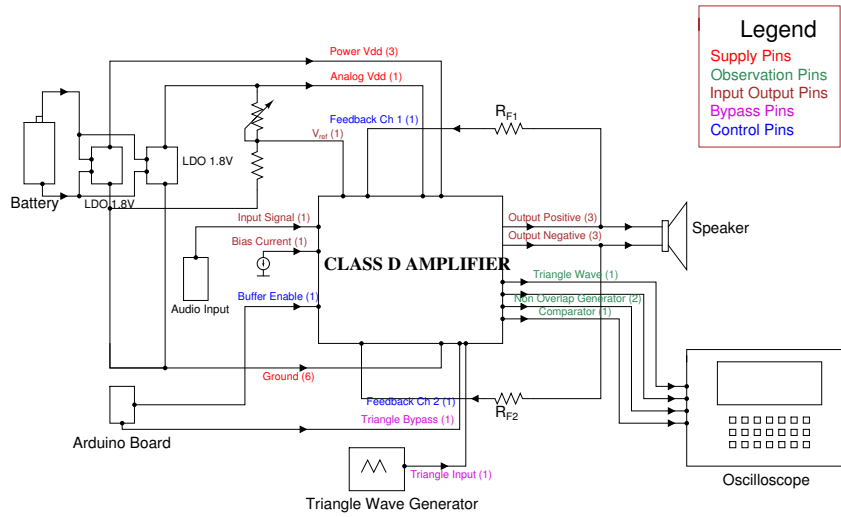 Legend
Supply Pins
Observation Pins
Input Output Pins
Bypass Pins
Control Pins
Power Vdd (3)
Analog Vdd (1)
Feedback Ch 1 (1)
R_F1
V_ref (1)
LDO 1.8V
LDO 1.8V
Battery
Input Signal (1)
Bias Current (1)
Audio Input
Buffer Enable (1)
CLASS D AMPLIFIER
Output Positive (3)
Output Negative (3)
Speaker
Triangle Wave (1)
Non Overlap Generator (2)
Comparator (1)
Ground (6)
Feedback Ch 2 (1)
R_F2
Triangle Bypass (1)
Arduino Board
Triangle Input (1)
Triangle Wave Generator
Oscilloscope